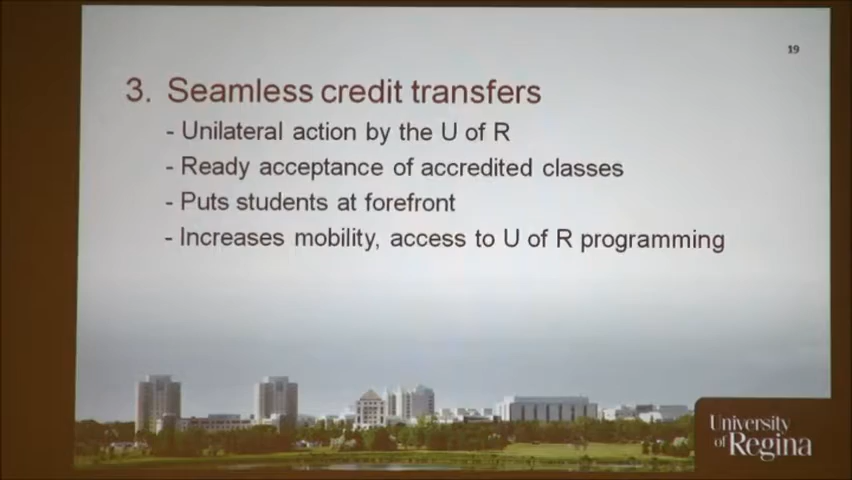 19
3. Seamless credit transfers
- Unilateral action by the U of R
- Ready acceptance of accredited classes
- Puts students at forefront
- Increases mobility, access to U of R programming
University
of Regina